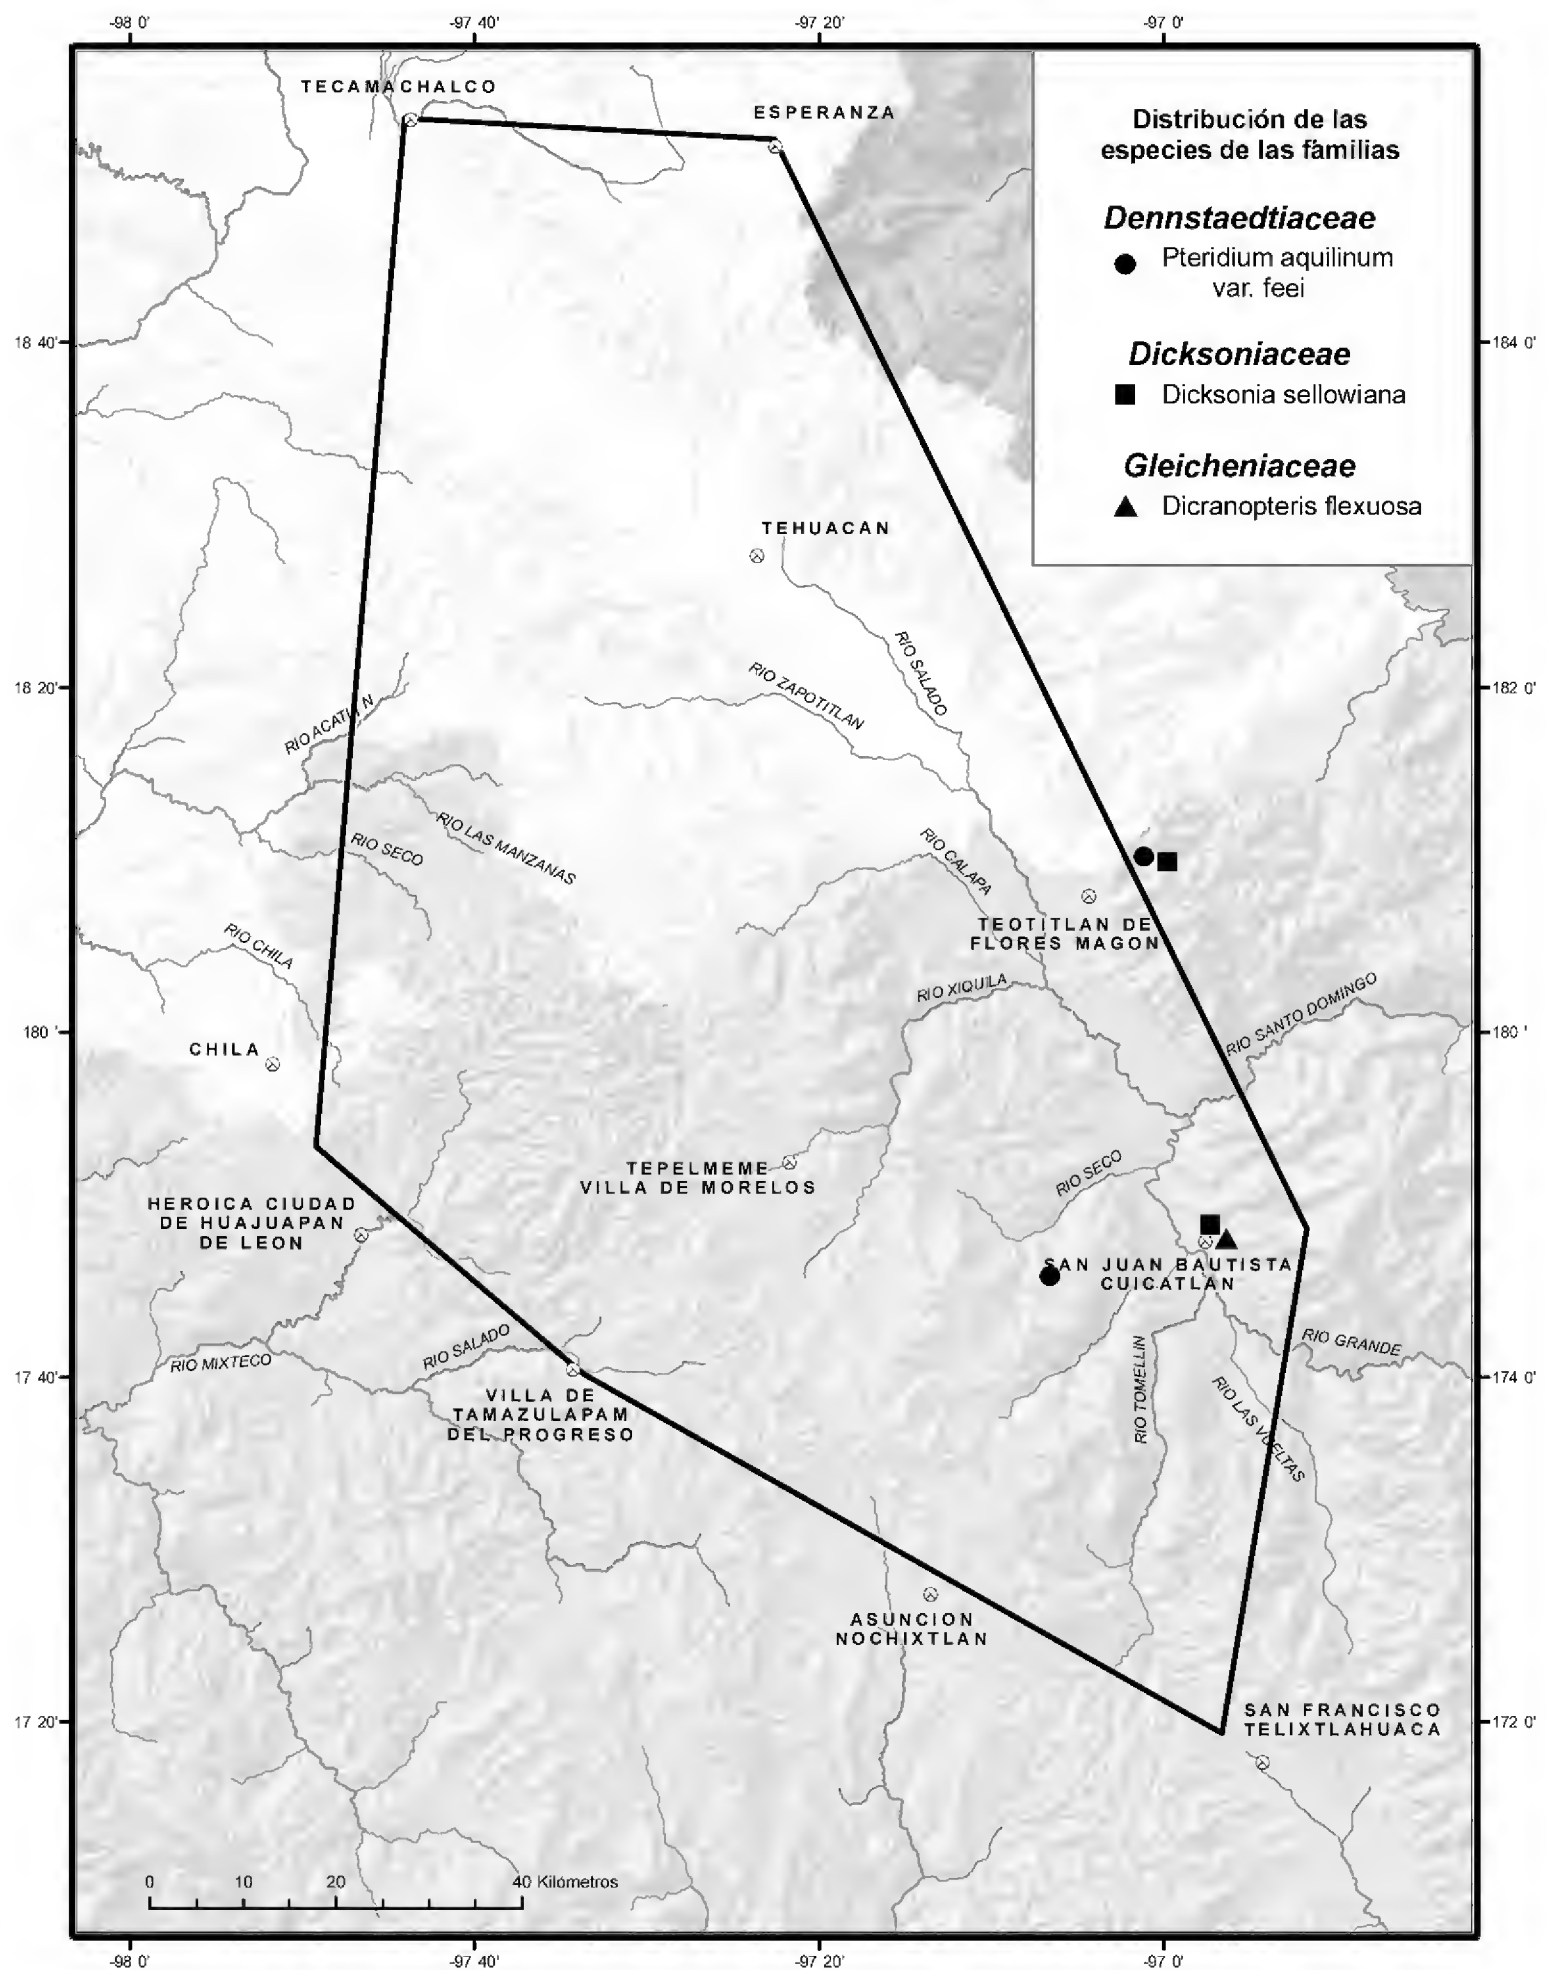 -98 0'
-97 40'
-97 20'
-97 0'
TECAMACHALCO
ESPERANZA
Distribución de las
especies de las familias
Dennstaedtiaceae
Pteridium aquilinum
var. feei
Dicksoniaceae
Dicksonia sellowiana
Gleicheniaceae
Dicranopteris flexuosa
18 40'
184 0'
TEHUACAN
RIO SALADO
RIO ZAPOTITLAN
18 20'
182 0'
RIO ACATL N
RIO LAS MANZANAS
RIO SECO
RIO CALAPA
TEOTITLAN DE
FLORES MAGON
RIO CHILA
RIO XIQUILA
RIO SANTO DOMINGO
180 '
180 '
CHILA
TEPELMEME
VILLA DE MORELOS
RIO SECO
HEROICA CIUDAD
DE HUAJUAPAN
DE LEON
SAN JUAN BAUTISTA
CUICATLAN
RIO MIXTECO
RIO SALADO
RIO TOMELLIN
RIO GRANDE
RIO LAS VUELTAS
17 40'
174 0'
VILLA DE
TAMAZULAPAM
DEL PROGRESO
ASUNCION
NOCHIXTLAN
SAN FRANCISCO
TELIXTLAHUACA
17 20'
172 0'
0 10 20 40 Kilómetros
-98 0'
-97 40'
-97 20'
-97 0'